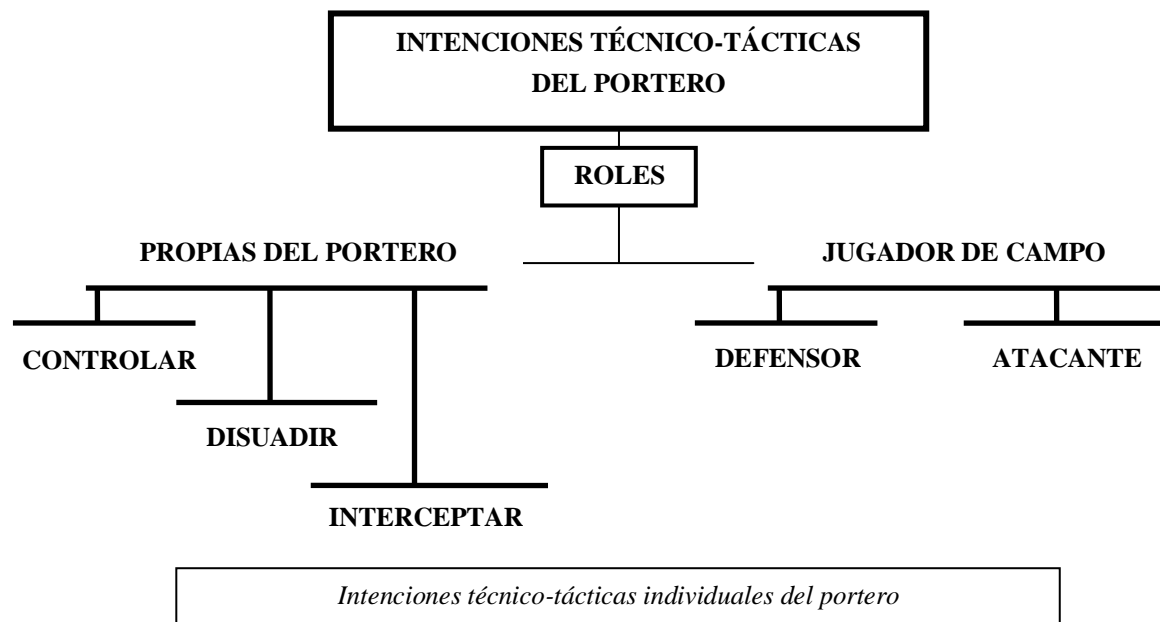 INTENCIONES TÉCNICO-TÁCTICAS
DEL PORTERO
ROLES
PROPIAS DEL PORTERO
JUGADOR DE CAMPO
CONTROLAR
DEFENSOR
ATACANTE
DISUADIR
INTERCEPTAR
Intenciones técnico-tácticas individuales del portero